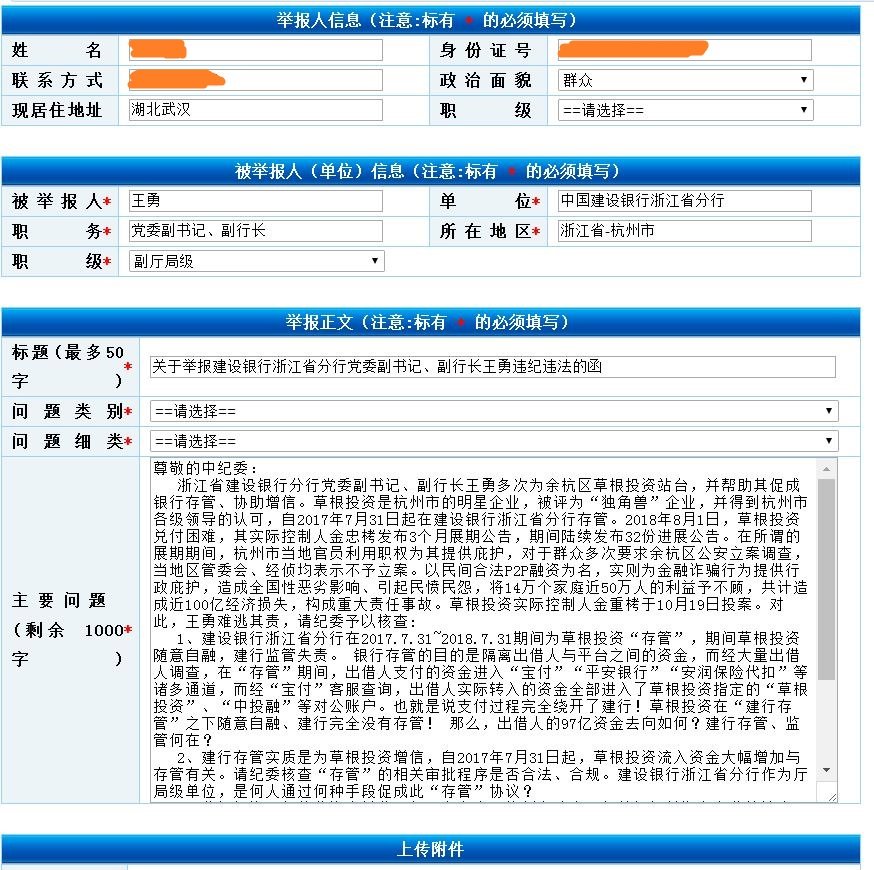 举报人信息（注意:标有 * 的必须填写）
姓名
身份证号
联系方式
政治面貌 群众
现居住地址 湖北武汉
职级 ==请选择==
被举报人（单位）信息（注意:标有 * 的必须填写）
被举报人* 王勇
单位* 中国建设银行浙江省分行
职务* 党委副书记、副行长
所在地区* 浙江省-杭州市
职级* 副厅局级
举报正文（注意:标有 * 的必须填写）
标题(最多50字)* 关于举报建设银行浙江省分行党委副书记、副行长王勇违纪违法的函
问题类别* ==请选择==
问题细类* ==请选择==
主要问题（剩余 1000字）*
尊敬的中纪委：
浙江省建设银行分行党委副书记、副行长王勇多次为余杭区草根投资站台，并帮助其促成
银行存管、协助增信。草根投资是杭州市的明星企业，被评为“独角兽”企业，并得到杭州市
各级领导的认可，自2017年7月31日起在建设银行浙江省分行存管。2018年8月1日，草根投资
兑付困难，其实际控制人金忠栲发布3个月展期公告，期间陆续发布32份进展公告。在所谓的
展期期间，杭州市当地官员利用职权为其提供庇护，对于群众多次要求余杭区公安立案调查，
当地区管委会、经侦均表示不予立案。以民间合法P2P融资为名，实则为金融诈骗行为提供行
政庇护，造成全国性恶劣影响、引起民愤民怨，将14万个家庭近50万人的利益予不顾，共计造
成近100亿经济损失，构成重大责任事故。草根投资实际控制人金重栲于10月19日投案。对
此，王勇难逃其责，请纪委予以核查：
1、建设银行浙江省分行在2017.7.31~2018.7.31期间为草根投资“存管”，期间草根投资
随意自融，建行监管失责。 银行存管的目的是隔离出借人与平台之间的资金，而经大量出借
人调查，在“存管”期间，出借人支付的资金进入“宝付”“平安银行”“安润保险代扣”等
诸多通道，而经“宝付”客服查询，出借人实际转入的资金全部进入了草根投资指定的“草根
投资”、“中投融”等对公账户。也就是说支付过程完全绕开了建行！草根投资在“建行存
管”之下随意自融、建行完全没有存管！ 那么，出借人的97亿资金去向如何？建行存管、监
管何在？
2、建行存管实质是为草根投资增信，自2017年7月31日起，草根投资流入资金大幅增加与
存管有关。请纪委核查“存管”的相关审批程序是否合法、合规。建设银行浙江省分行作为厅
局级单位，是何人通过何种手段促成此“存管”协议？
上传附件